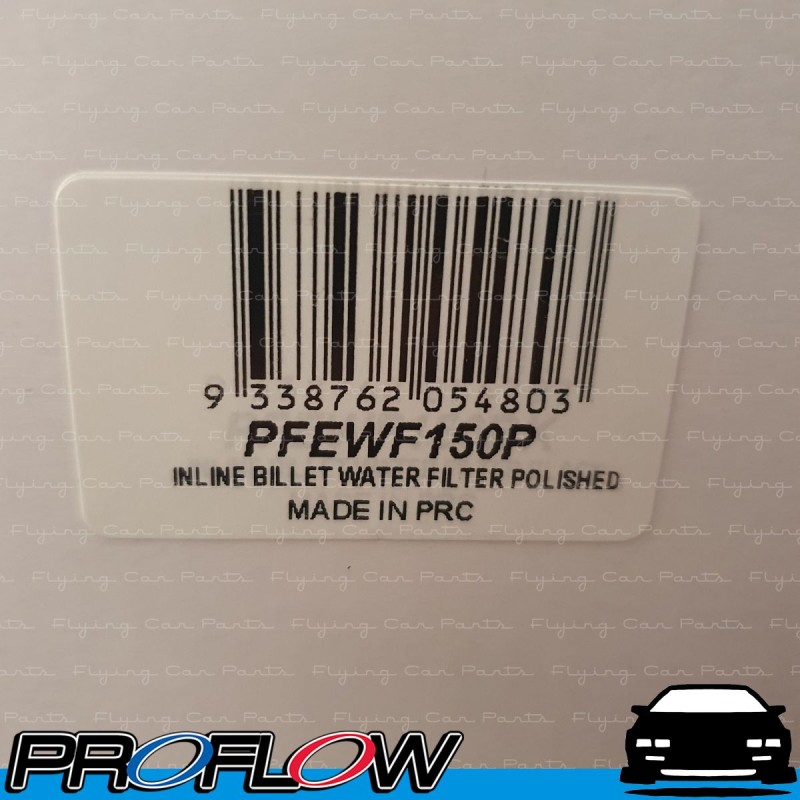 Flying Car Parts
9 338762 054803
PFEWF150P
INLINE BILLET WATER FILTER POLISHED
MADE IN PRC
PROFLOW